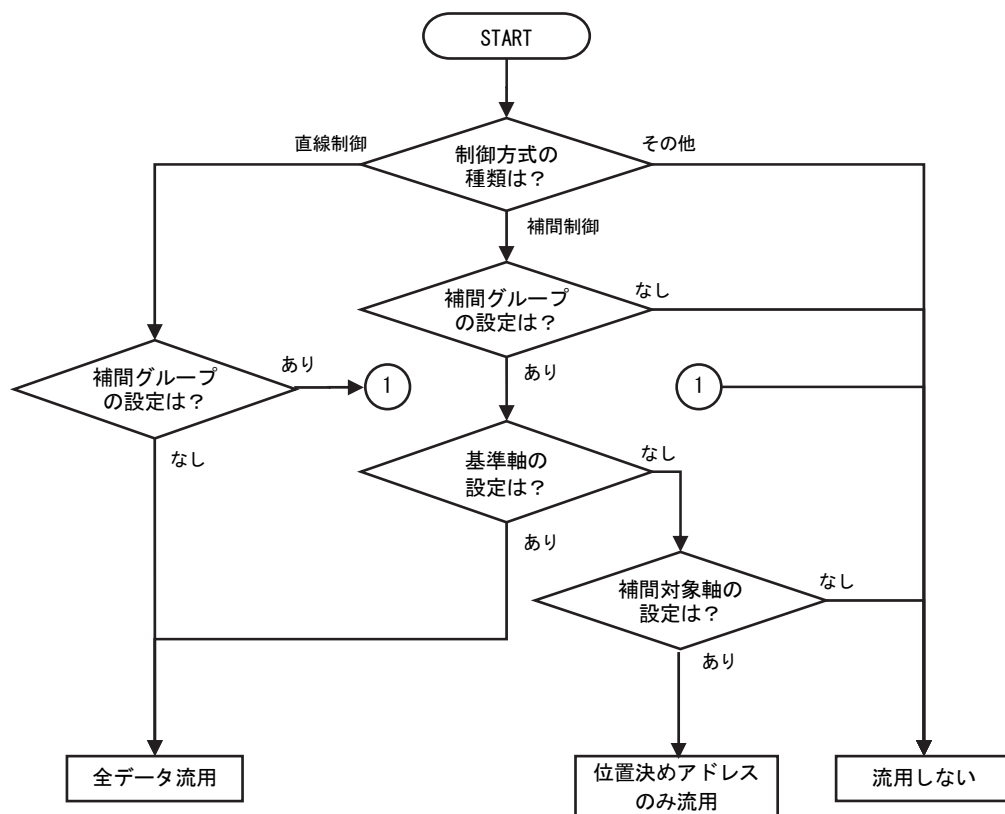 START
制御方式の
種類は？
直線制御
その他
補間制御
補間グループ
の設定は？
なし
あり
補間グループ
の設定は？
あり
1
1
なし
基準軸の
設定は？
なし
あり
補間対象軸の
設定は？
なし
あり
全データ流用
位置決めアドレス
のみ流用
流用しない